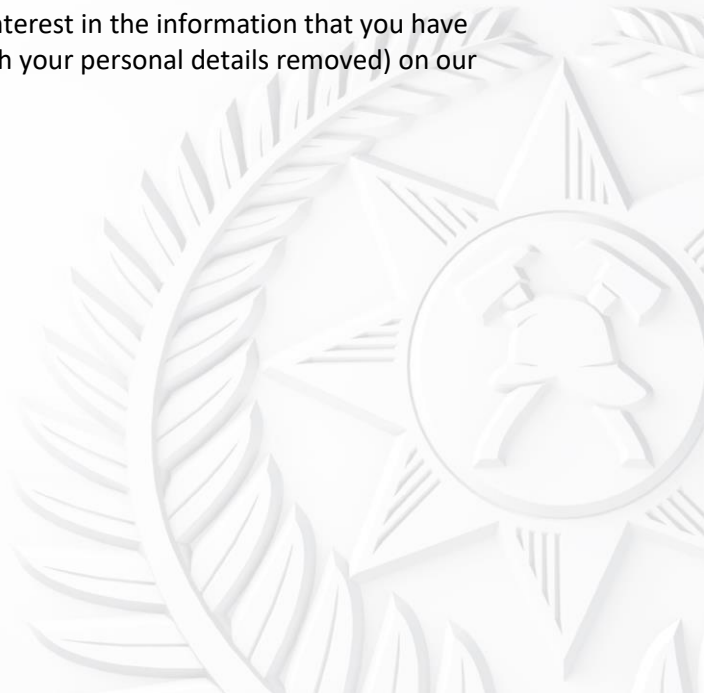 nterest in the information that you have
h your personal details removed) on our